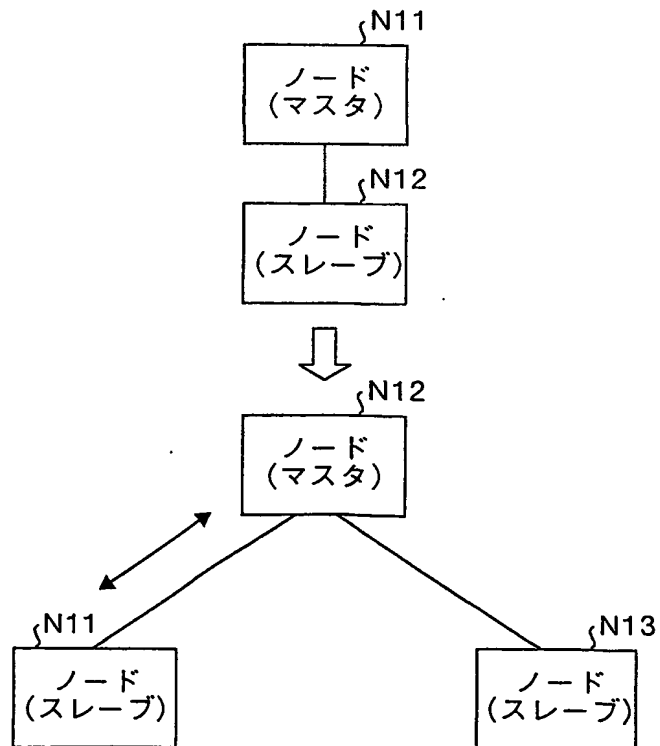 N11
ノード
(マスタ)
N12
ノード
(スレーブ)
N12
ノード
(マスタ)
N11
ノード
(スレーブ)
N13
ノード
(スレーブ)